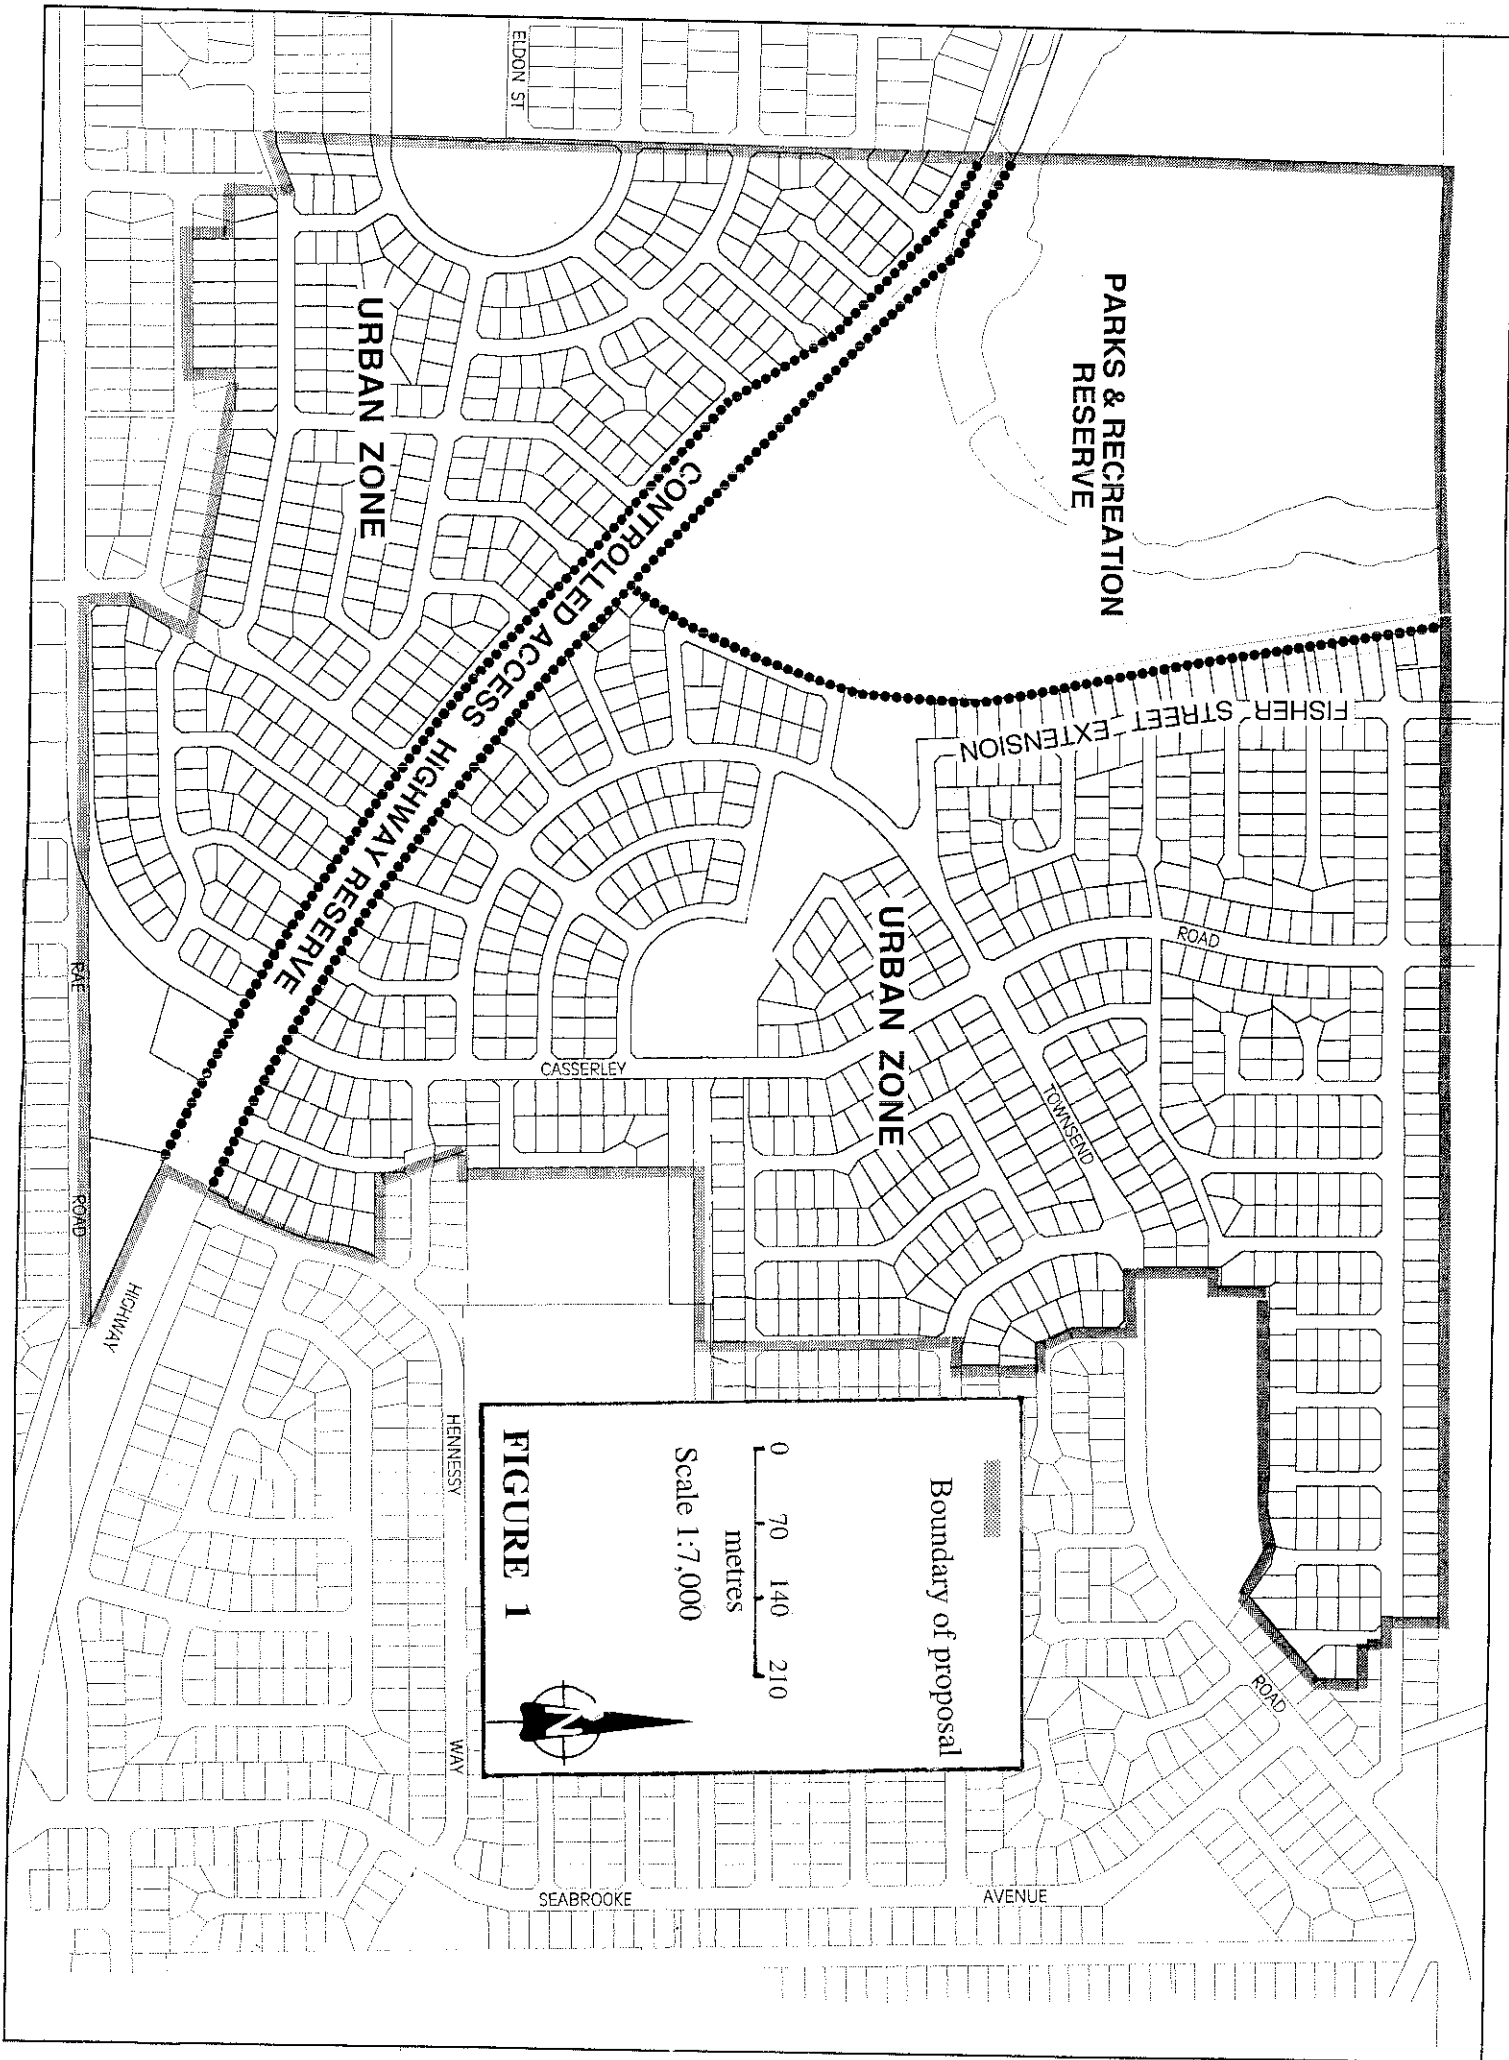 ELDON ST
PARKS & RECREATION
RESERVE
URBAN ZONE
CONTROLLED ACCESS HIGHWAY RESERVE
FISHER STREET EXTENSION
ROAD
URBAN ZONE
CASSERLEY
TOWNSEND
RAE
ROAD
HIGHWAY
HENNESSY
WAY
ROAD
SEABROOKE
AVENUE
Boundary of proposal
0 70 140 210
metres
Scale 1:7,000
FIGURE 1
N